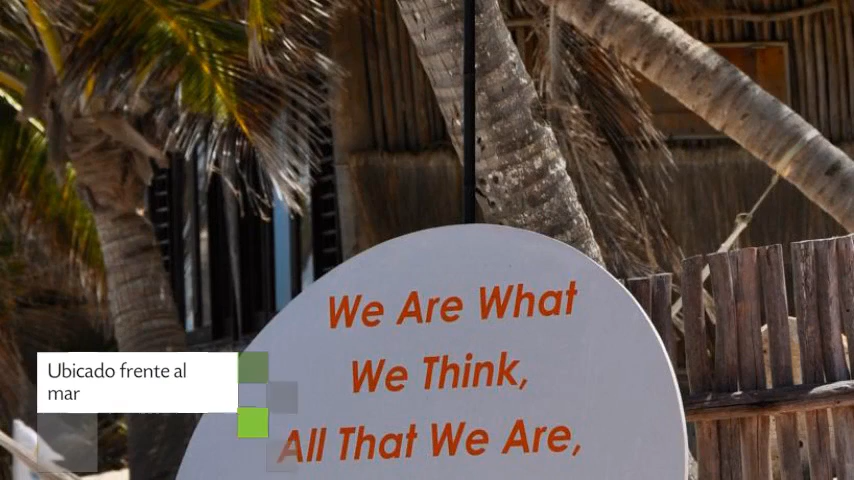 We Are What
We Think,
All That We Are,
Ubicado frente al
mar